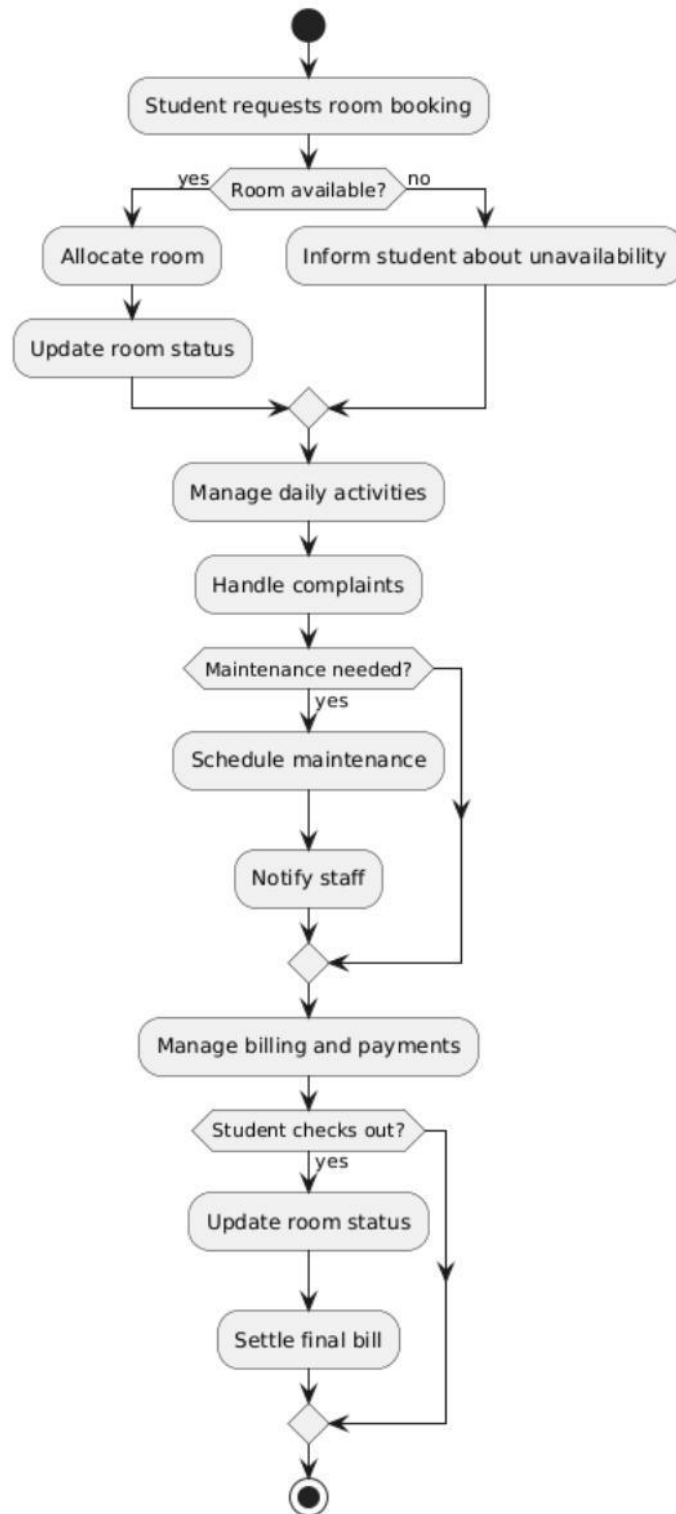 Student requests room booking
yes
Room available?
no
Allocate room
Inform student about unavailability
Update room status
Manage daily activities
Handle complaints
Maintenance needed?
yes
Schedule maintenance
Notify staff
Manage billing and payments
Student checks out?
yes
Update room status
Settle final bill